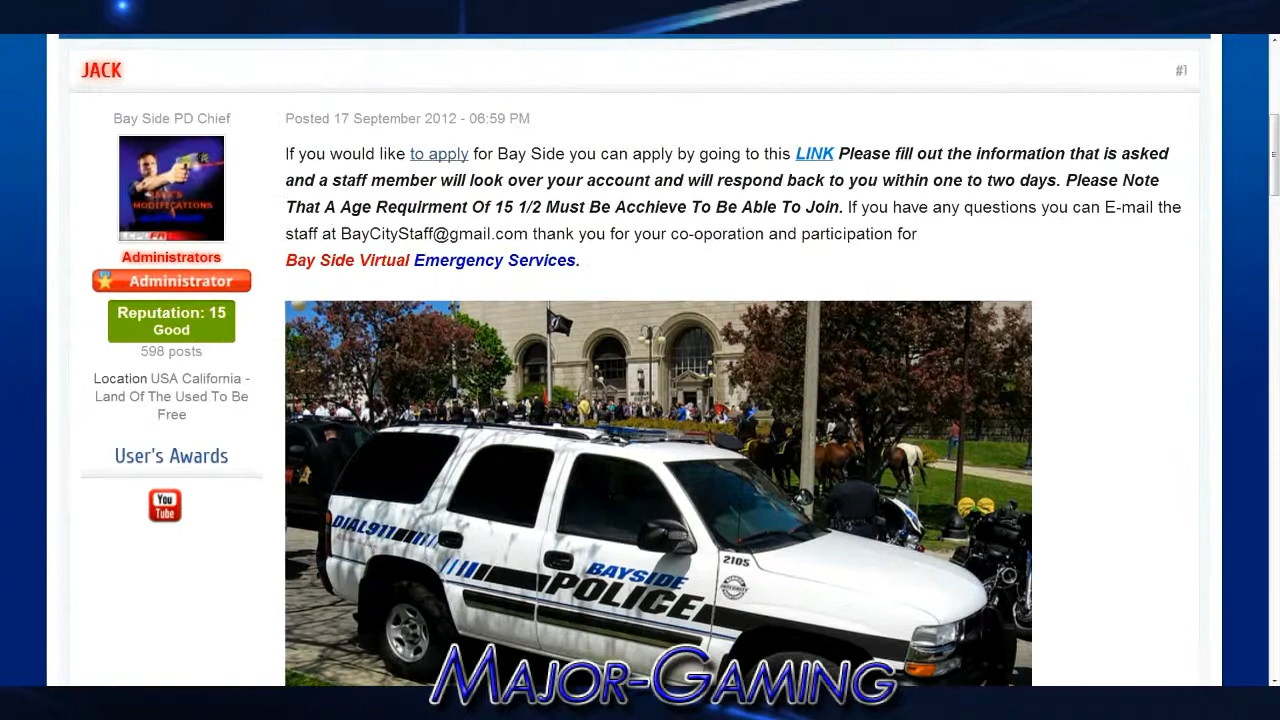 JACK
#1
Bay Side PD Chief
MODIFICATIONS
Administrators
Administrator
Reputation: 15
Good
598 posts
Location USA California -
Land Of The Used To Be
Free
User's Awards
You
Tube
Posted 17 September 2012 - 06:59 PM
If you would like to apply for Bay Side you can apply by going to this LINK Please fill out the information that is asked
and a staff member will look over your account and will respond back to you within one to two days. Please Note
That A Age Requirment Of 15 1/2 Must Be Acchieve To Be Able To Join. If you have any questions you can E-mail the
staff at BayCityStaff@gmail.com thank you for your co-oporation and participation for
Bay Side Virtual Emergency Services.
DIAL911
BAYSIDE
POLICE
2105
INTEGRITY
MAJOR-GAMING